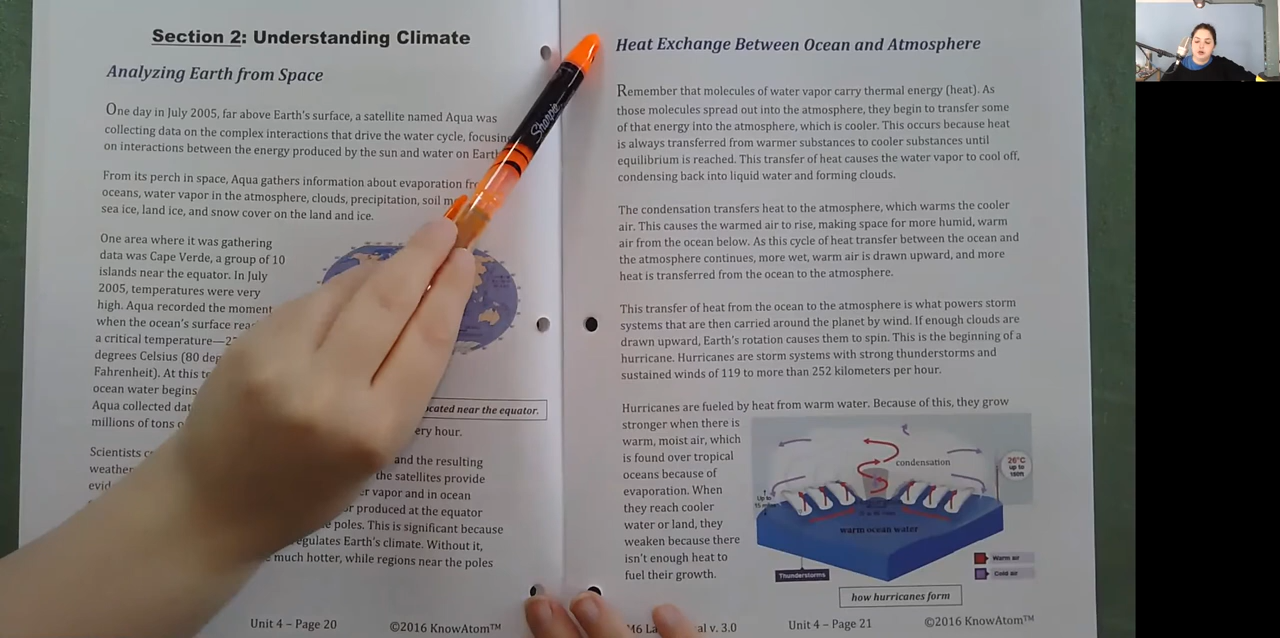 Section 2: Understanding Climate
Analyzing Earth from Space
One day in July 2005, far above Earth's surface, a satellite named Aqua was
collecting data on the complex interactions that drive the water cycle, focusing
on interactions between the energy produced by the sun and water on Earth
From its perch in space, Aqua gathers information about evaporation
oceans, water vapor in the atmosphere, clouds, precipitation, soil
sea ice, land ice, and snow cover on the land and ice.
One area where it was gathering
data was Cape Verde, a group of 10
islands near the equator. In July
2005, temperatures were very
high. Aqua recorded the moment
when the ocean's surface
a critical temperature—
degrees Celsius (80
Fahrenheit). At this
ocean water begins
Aqua collected
millions of tons
located near the equator.
every hour.
Scientists
and the resulting
the satellites provide
vapor and in ocean
produced at the equator
poles. This is significant because
regulates Earth's climate. Without it,
much hotter, while regions near the poles
Unit 4 – Page 20
©2016 KnowAtom™
Heat Exchange Between Ocean and Atmosphere
Remember that molecules of water vapor carry thermal energy (heat). As
those molecules spread out into the atmosphere, they begin to transfer some
of that energy into the atmosphere, which is cooler. This occurs because heat
is always transferred from warmer substances to cooler substances until
equilibrium is reached. This transfer of heat causes the water vapor to cool off,
condensing back into liquid water and forming clouds.
The condensation transfers heat to the atmosphere, which warms the cooler
air. This causes the warmed air to rise, making space for more humid, warm
air from the ocean below. As this cycle of heat transfer between the ocean and
the atmosphere continues, more wet, warm air is drawn upward, and more
heat is transferred from the ocean to the atmosphere.
This transfer of heat from the ocean to the atmosphere is what powers storm
systems that are then carried around the planet by wind. If enough clouds are
drawn upward, Earth's rotation causes them to spin. This is the beginning of a
hurricane. Hurricanes are storm systems with strong thunderstorms and
sustained winds of 119 to more than 252 kilometers per hour.
Hurricanes are fueled by heat from warm water. Because of this, they grow
stronger when there is
warm, moist air, which
is found over tropical
oceans because of
evaporation. When
they reach cooler
water or land, they
weaken because there
isn't enough heat to
fuel their growth.
condensation
26°C
up to
Up to
warm ocean water
Thunderstorms
Warm air
Cold air
how hurricanes form
v. 3.0
Unit 4 – Page 21
©2016 KnowAtom™
Sharpie